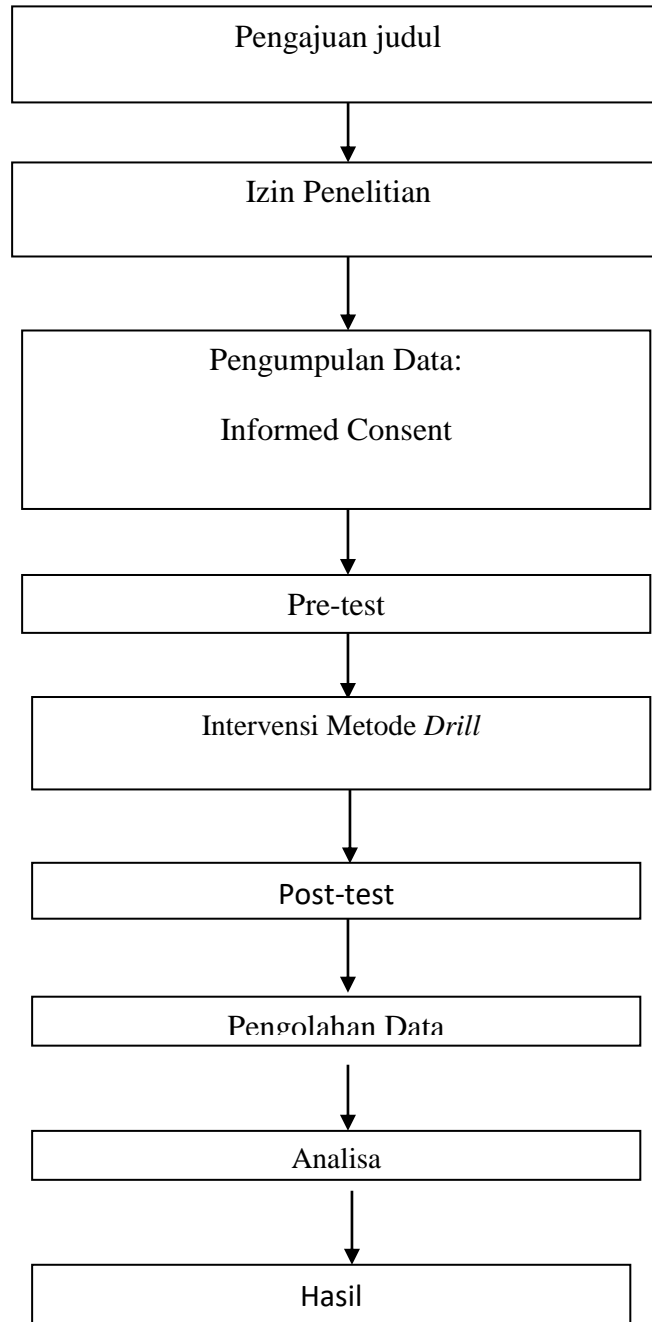 Pengajuan judul
Izin Penelitian
Pengumpulan Data:
Informed Consent
Pre-test
Intervensi Metode Drill
Post-test
Pengolahan Data
Analisa
Hasil